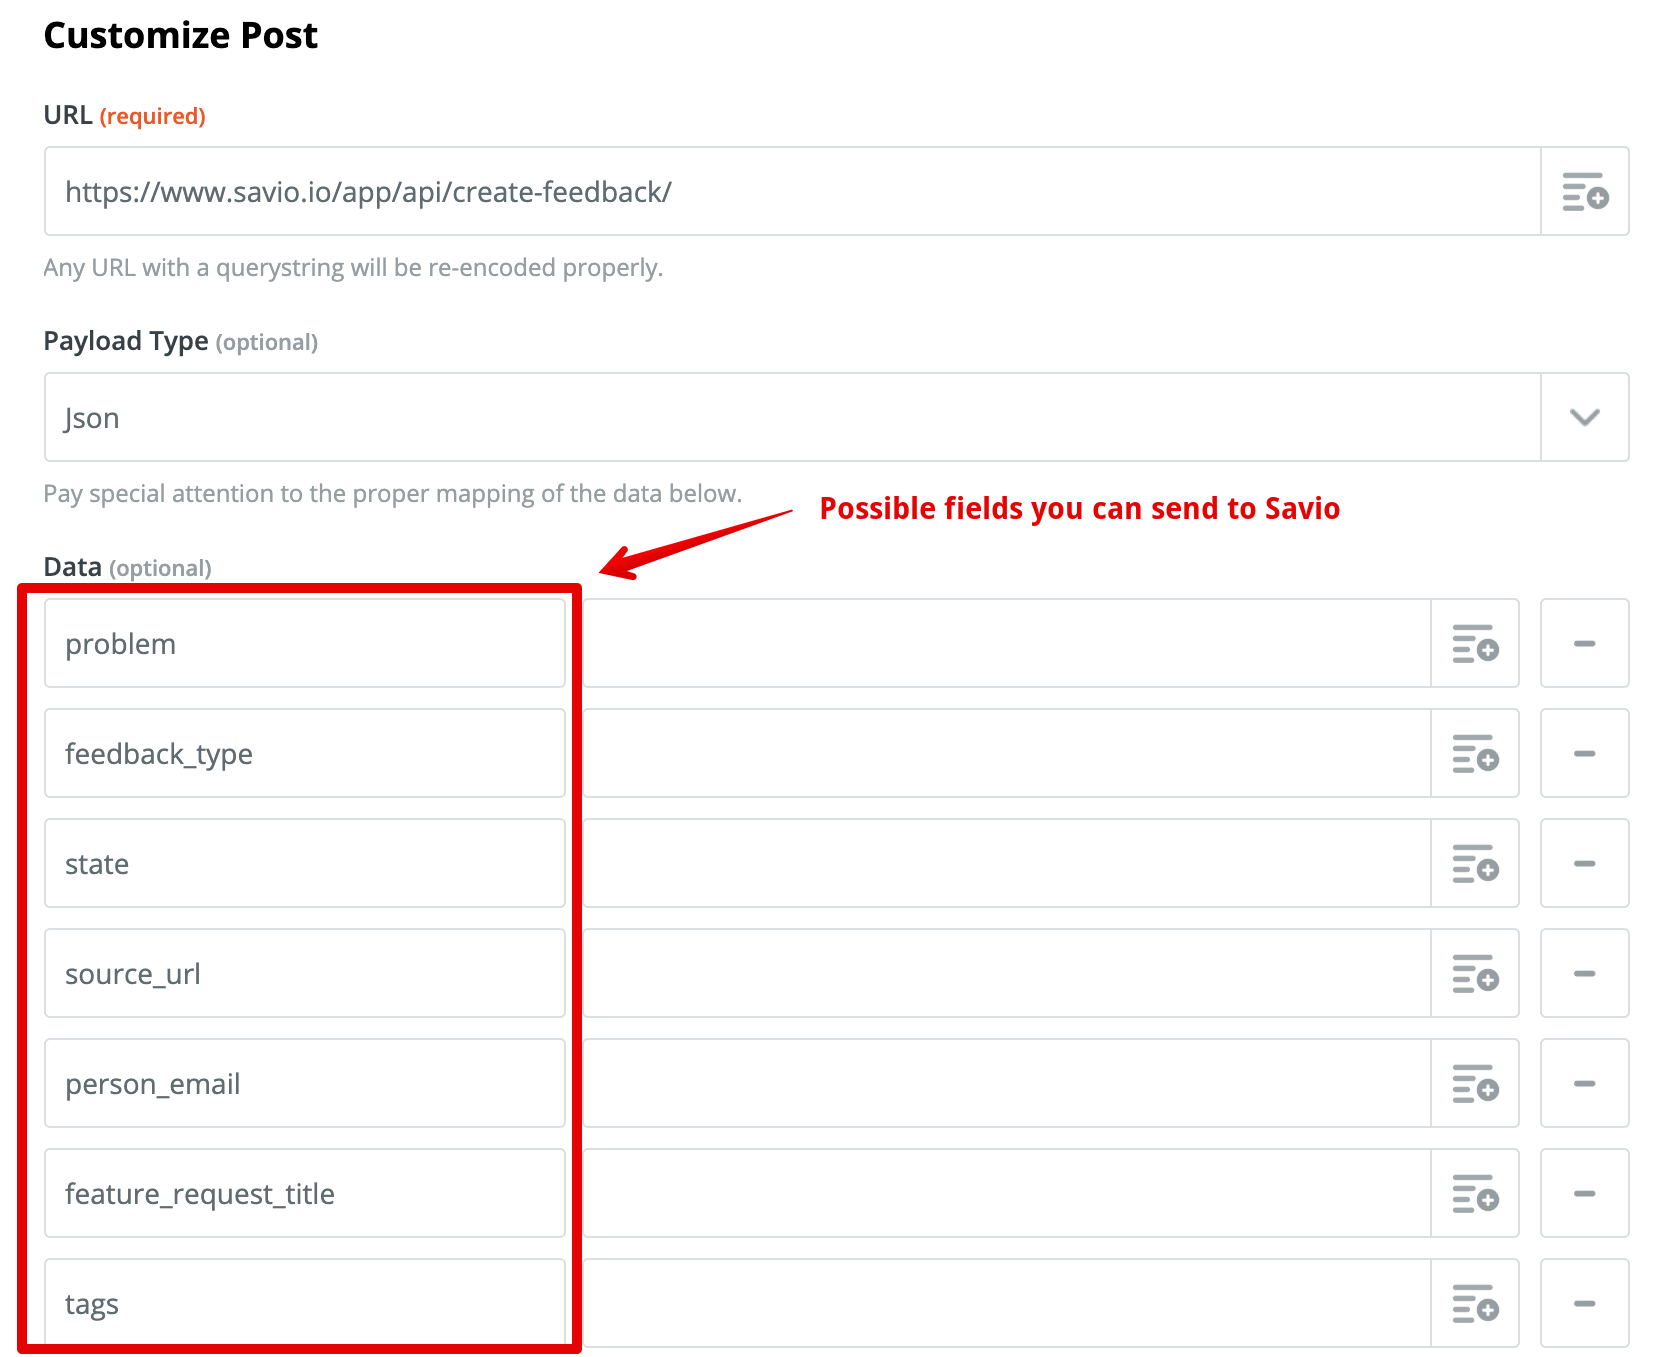 Customize Post
URL (required)
https://www.savio.io/app/api/create-feedback/
Any URL with a querystring will be re-encoded properly.
Payload Type (optional)
Json
Pay special attention to the proper mapping of the data below.
Possible fields you can send to Savio
Data (optional)
problem
feedback_type
state
source_url
person_email
feature_request_title
tags